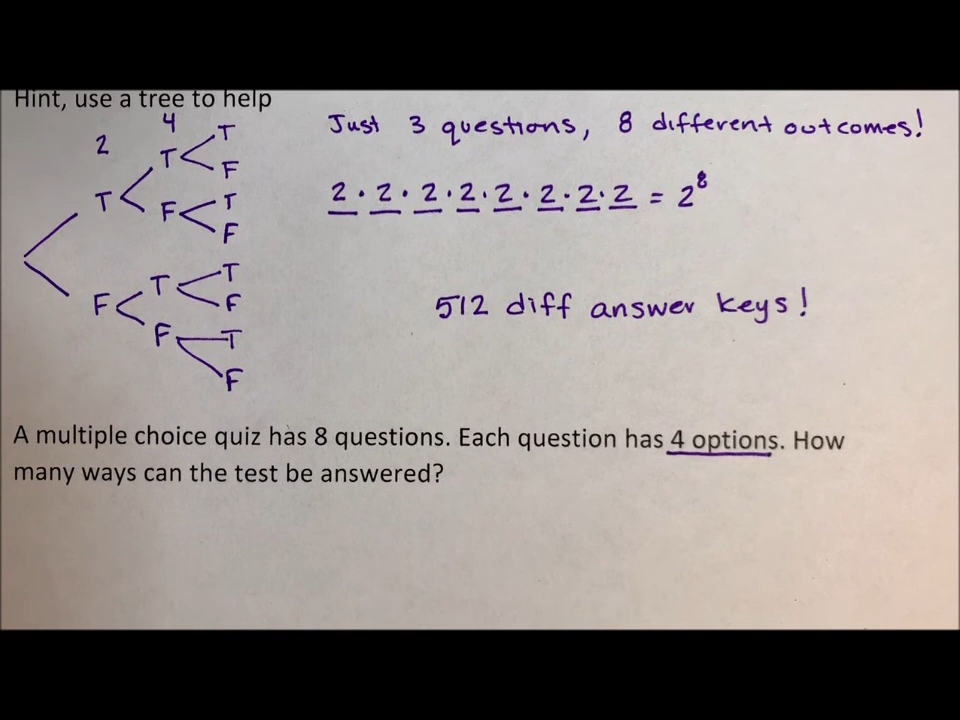 Hint, use a tree to help
Just 3 questions, 8 different outcomes!
2 4 T
T F
T F T
F
2 · 2 · 2 · 2 · 2 · 2 · 2 · 2 = 2⁸
F T T
F
F T
F
512 diff answer keys!
A multiple choice quiz has 8 questions. Each question has 4 options. How
many ways can the test be answered?